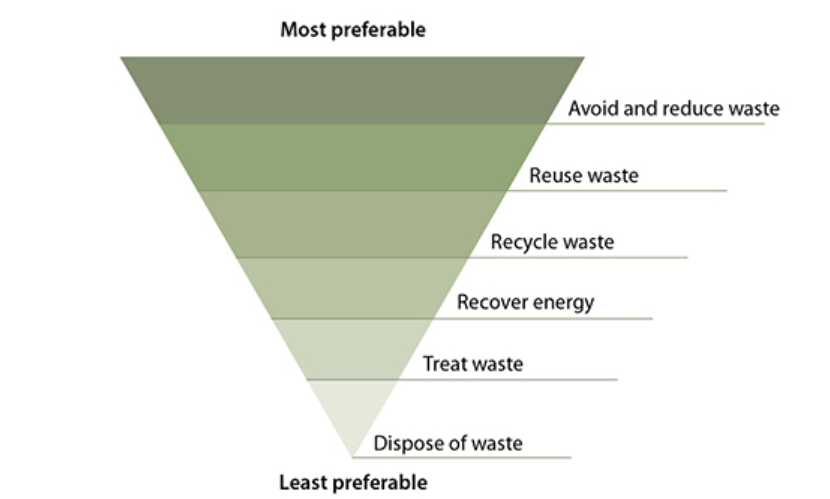 Most preferable
Avoid and reduce waste
Reuse waste
Recycle waste
Recover energy
Treat waste
Dispose of waste
Least preferable